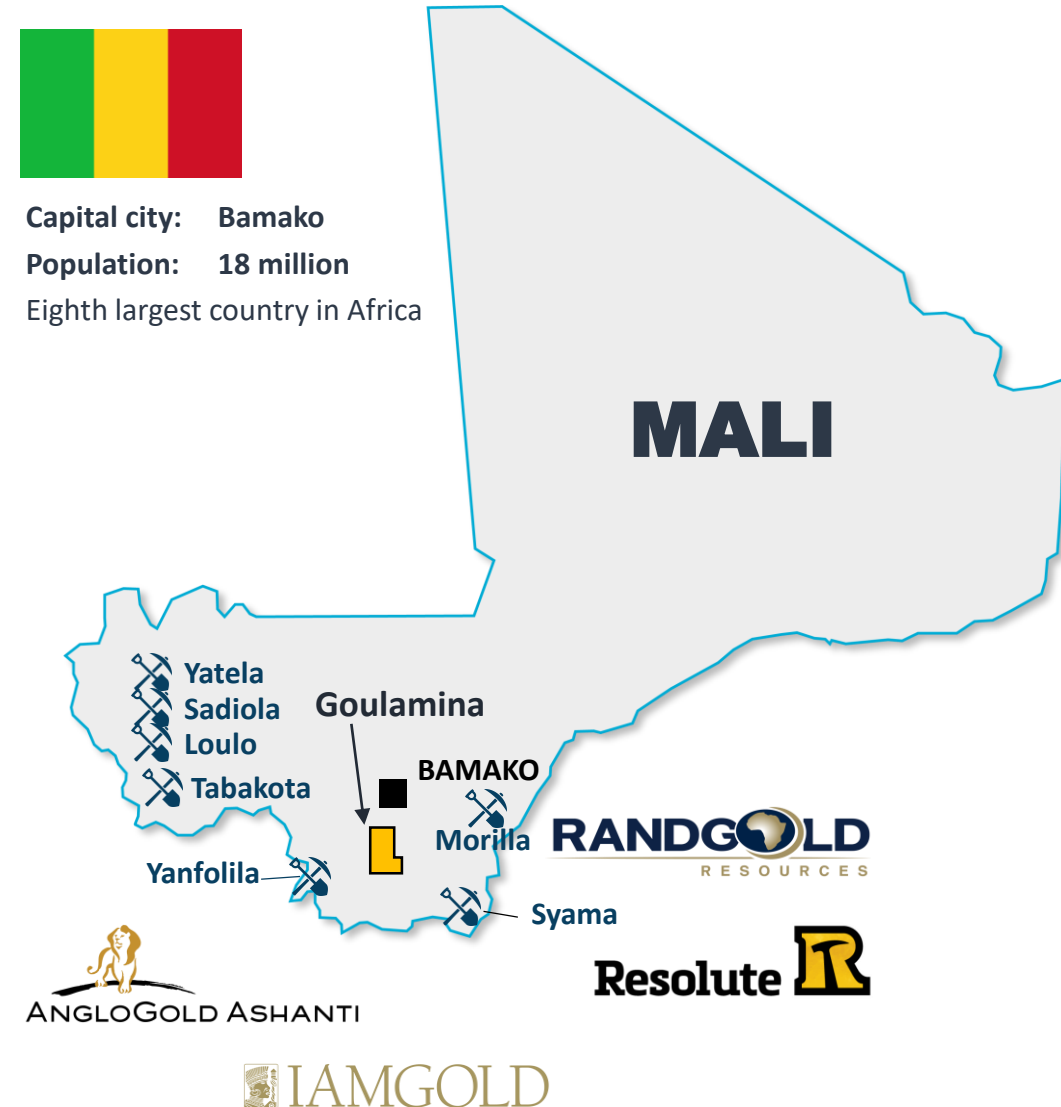 Capital city: Bamako
Population: 18 million
Eighth largest country in Africa
MALI
Yatela
Sadiola
Loulo
Tabakota
Goulamina
BAMAKO
Morilla
Yanfolila
Syama
RANDGOLD
RESOURCES
Resolute R
ANGLOGOLD ASHANTI
IAMGOLD